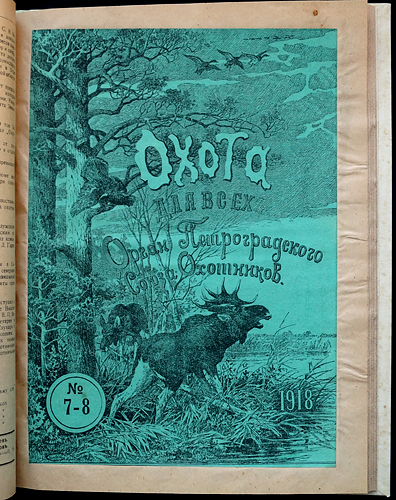 Охота
для всех
Орган Петроградского
Союза Охотников.
№
7-8
1918